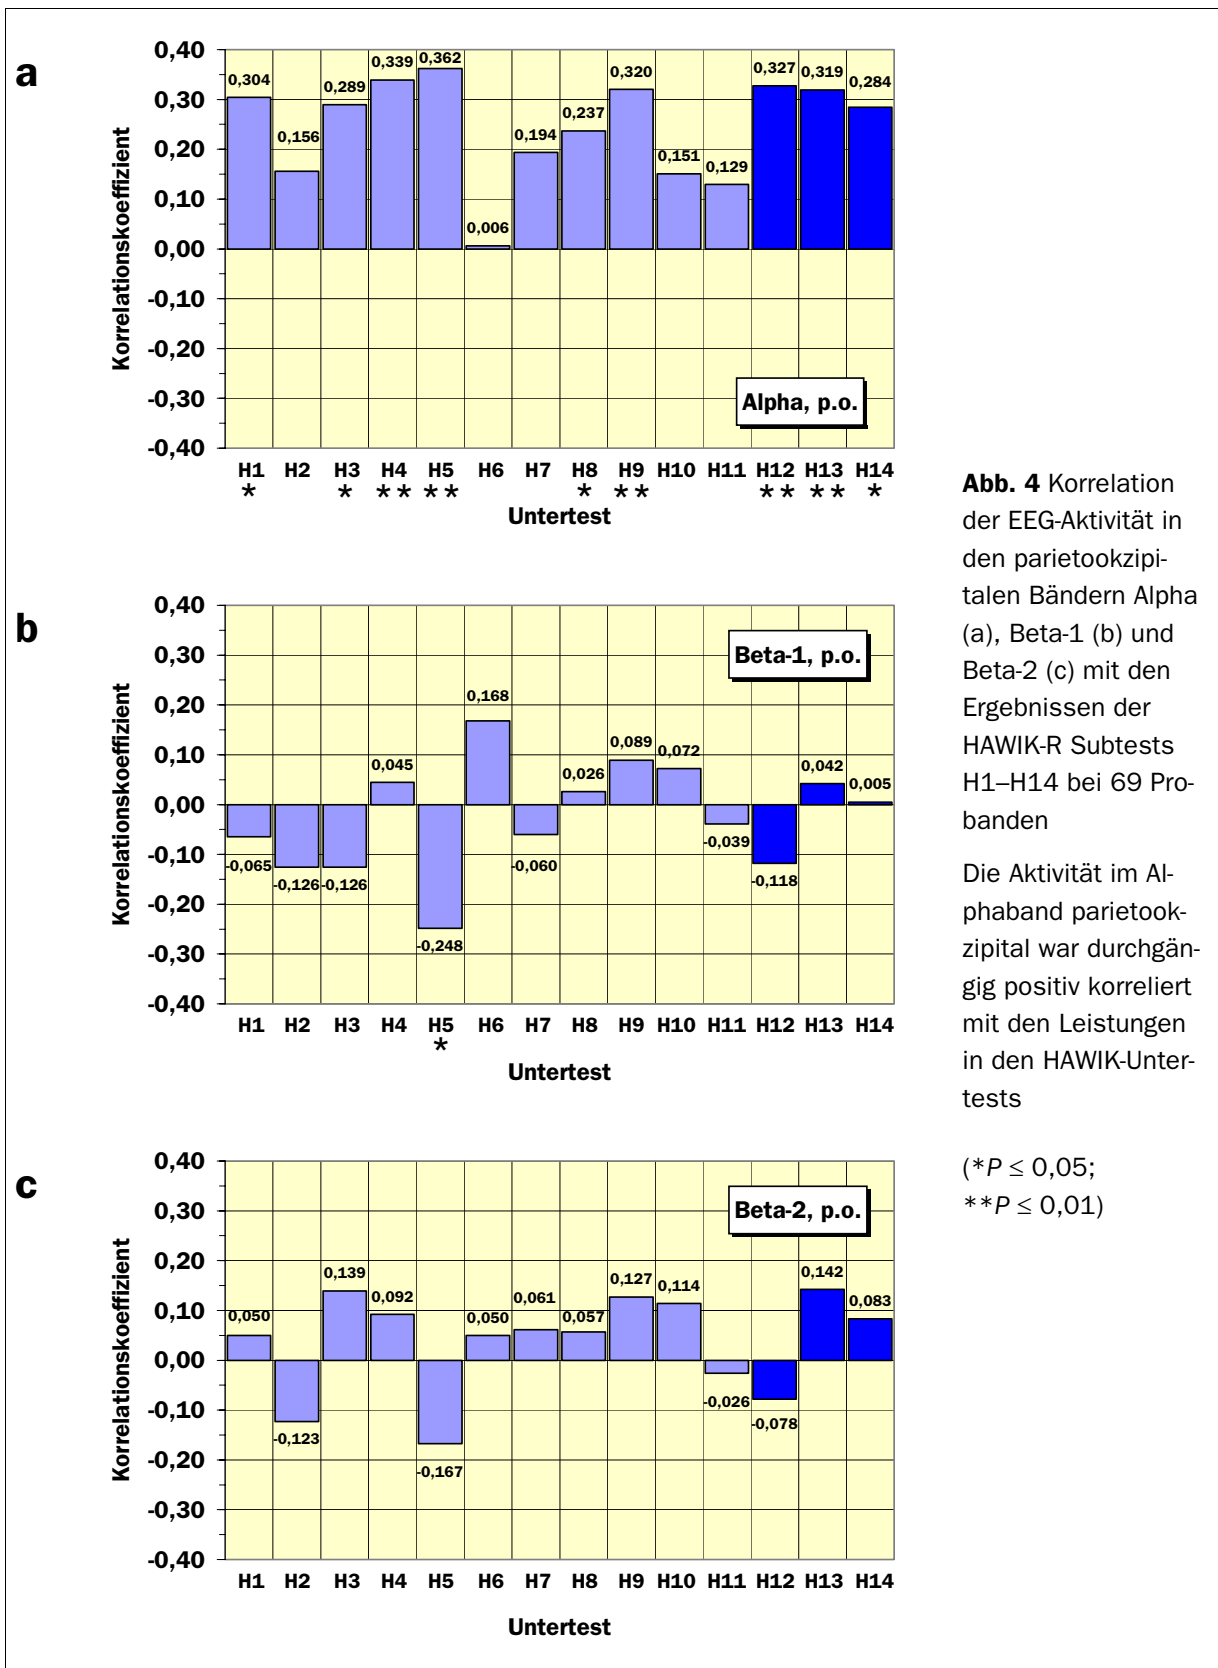 a
0,40
0,30
0,20
0,10
0,00
-0,10
-0,20
-0,30
-0,40
Korrelationskoeffizient
0,304 0,156 0,289 0,339 0,362 0,006 0,194 0,237 0,320 0,151 0,129 0,327 0,319 0,284
Alpha, p.o.
H1 H2 H3 H4 H5 H6 H7 H8 H9 H10 H11 H12 H13 H14
* * ** ** * ** ** ** *
Untertest
b
0,40
0,30
0,20
0,10
0,00
-0,10
-0,20
-0,30
-0,40
Korrelationskoeffizient
Beta-1, p.o.
-0,065 -0,126 -0,126 0,045 -0,248 0,168 -0,060 0,026 0,089 0,072 -0,039 -0,118 0,042 0,005
H1 H2 H3 H4 H5 H6 H7 H8 H9 H10 H11 H12 H13 H14
*
Untertest
c
0,40
0,30
0,20
0,10
0,00
-0,10
-0,20
-0,30
-0,40
Korrelationskoeffizient
Beta-2, p.o.
0,050 -0,123 0,139 0,092 -0,167 0,050 0,061 0,057 0,127 0,114 -0,026 -0,078 0,142 0,083
H1 H2 H3 H4 H5 H6 H7 H8 H9 H10 H11 H12 H13 H14
Untertest
Abb. 4 Korrelation
der EEG-Aktivität in
den parietookzipi-
talen Bändern Alpha
(a), Beta-1 (b) und
Beta-2 (c) mit den
Ergebnissen der
HAWIK-R Subtests
H1–H14 bei 69 Pro-
banden
Die Aktivität im Al-
phaband parietook-
zipital war durchgän-
gig positiv korreliert
mit den Leistungen
in den HAWIK-Unter-
tests
(*P ≤ 0,05;
**P ≤ 0,01)